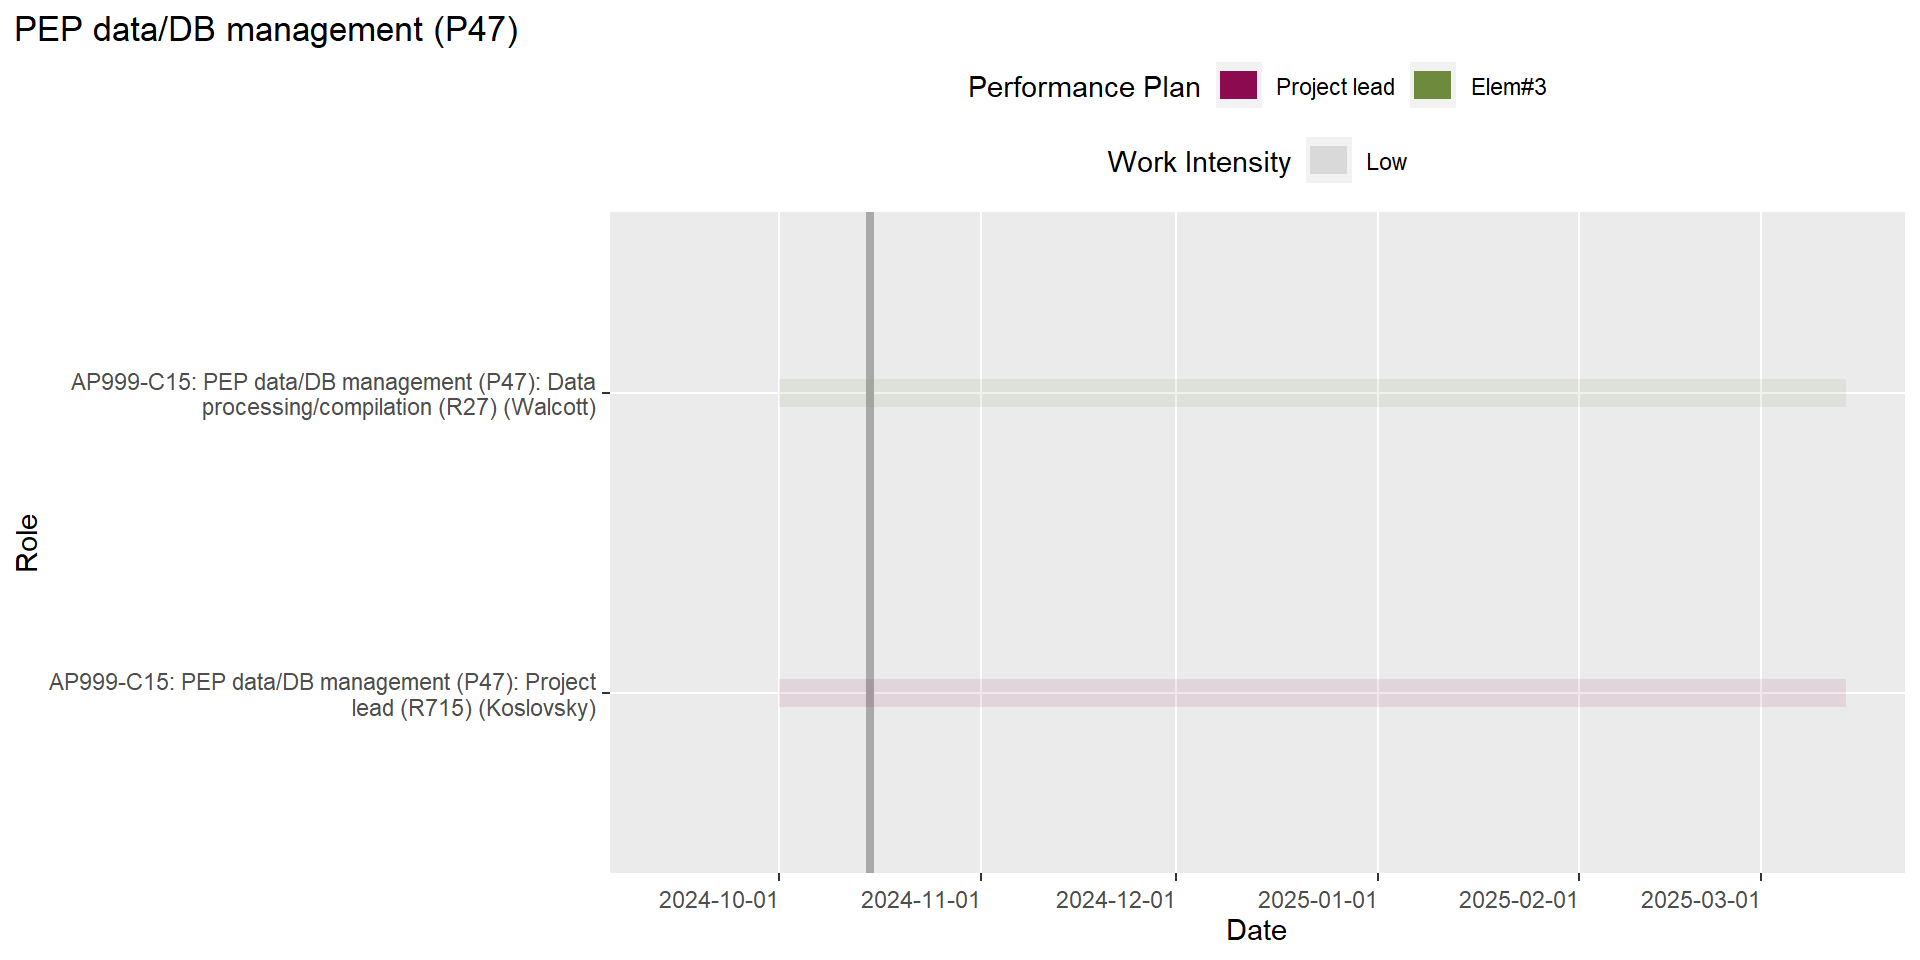 PEP data/DB management (P47)
Performance Plan Project lead Elem#3
Work Intensity Low
AP999-C15: PEP data/DB management (P47): Data
processing/compilation (R27) (Walcott)
Role
AP999-C15: PEP data/DB management (P47): Project
lead (R715) (Koslovsky)
2024-10-01 2024-11-01 2024-12-01 2025-01-01 2025-02-01 2025-03-01
Date